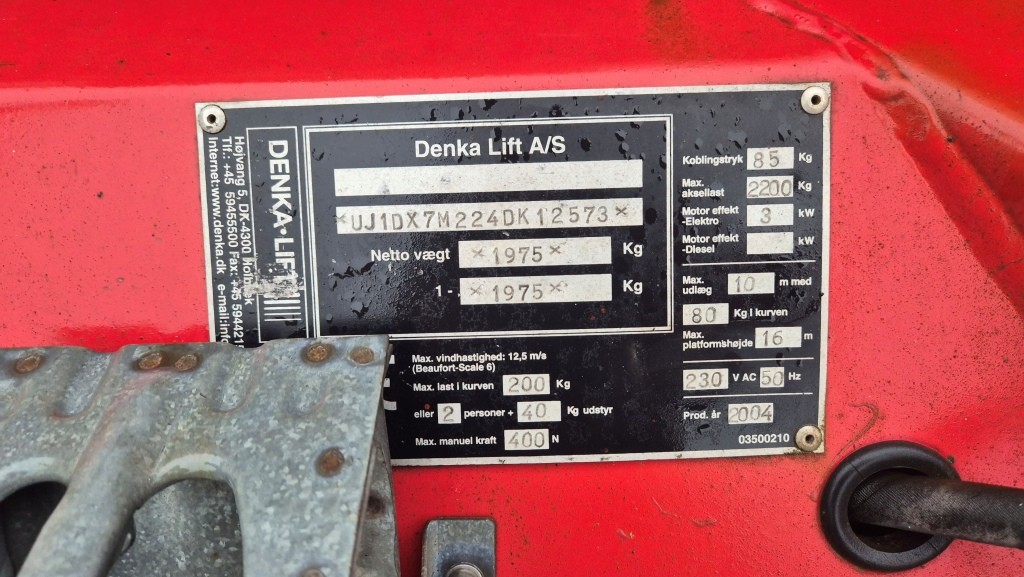 Højvang 5, DK-4300 Holbæk
Tlf.: +45 59455500 Fax: +45 594421
Internet:www.denka.dk e-mail:info
DENKA·LIFT
Denka Lift A/S
*UJ1DX7M224DK12573*
Netto vægt *1975* Kg
1- *1975* Kg
Max. vindhastighed: 12,5 m/s
(Beaufort-Scale 6)
Max. last i kurven 200 Kg
eller 2 personer + 40 Kg udstyr
Max. manuel kraft 400 N
Koblingstryk 85 Kg
Max.
aksellast 2200 Kg
Motor effekt
-Elektro 3 kW
Motor effekt
-Diesel kW
Max.
udlæg 10 m med
80 Kg i kurven
Max.
platformshøjde 16 m
230 V AC 50 Hz
Prod. år 2004
03500210